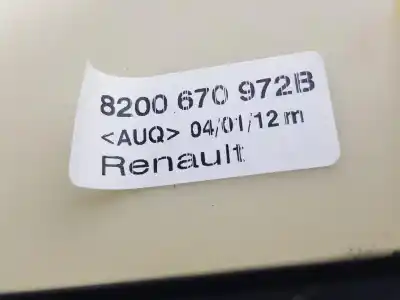 8200 670 972B
<AUQ> 04/01/12 m
Renault